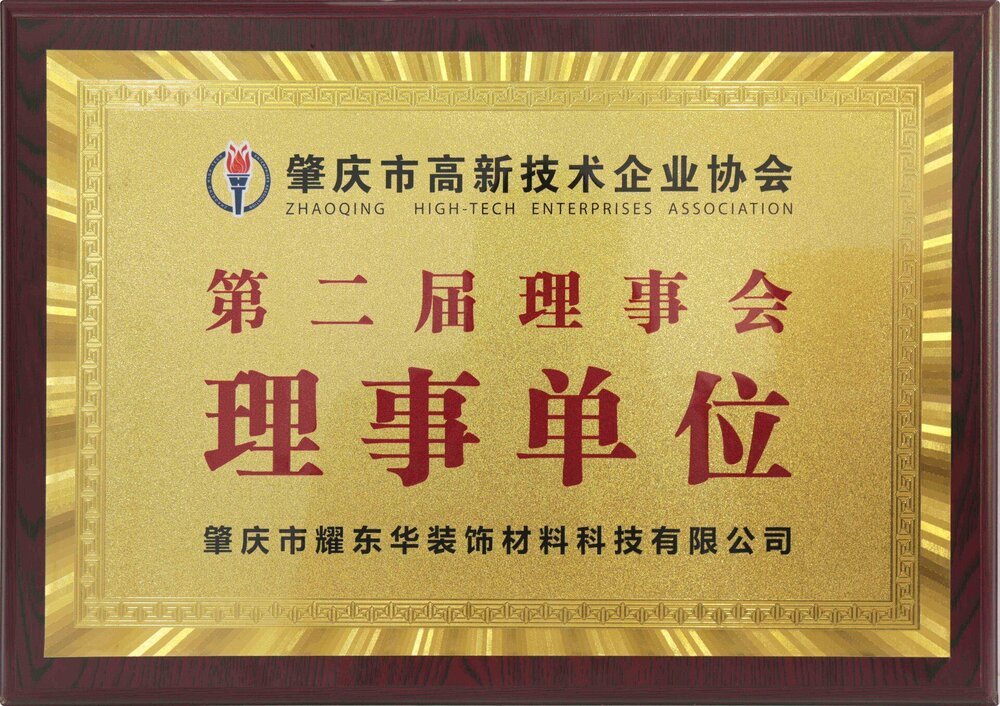 肇庆市高新技术企业协会
ZHAOQING HIGH-TECH ENTERPRISES ASSOCIATION
第二届理事会
理事单位
肇庆市耀东华装饰材料科技有限公司